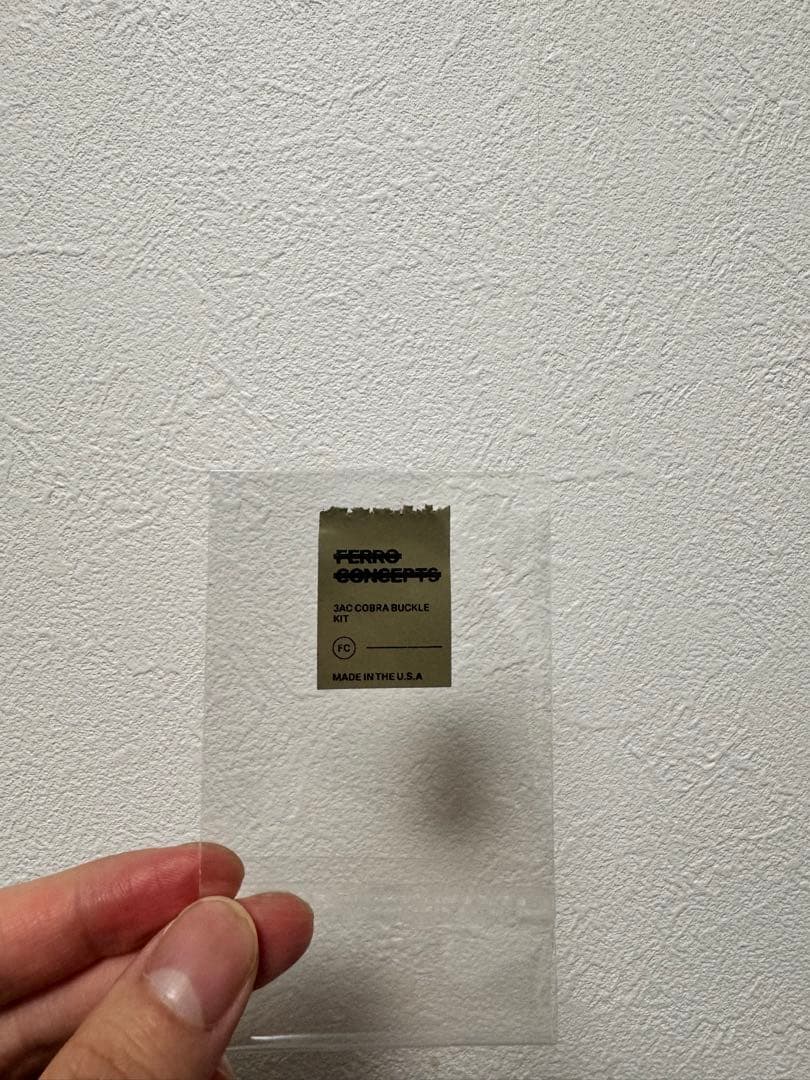 FERRO
CONCEPTS
3AC COBRA BUCKLE
KIT
FC
MADE IN THE U.S.A